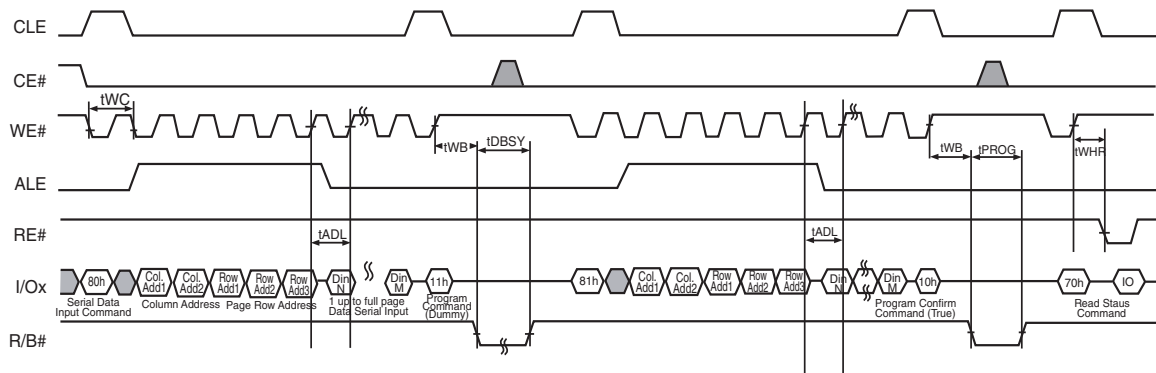 CLE
CE#
tWC
WE#
tWB
tDBSY
tWB
tPROG
tWHR
ALE
RE#
tADL
tADL
I/Ox
80h
Col. Add1
Col. Add2
Row Add1
Row Add2
Row Add3
Din N
Din M
11h
81h
Col. Add1
Col. Add2
Row Add1
Row Add2
Row Add3
Din N
Din M
10h
70h
IO
Serial Data
Input Command
Column Address
Page Row Address
1 up to full page
Data Serial Input
Program
Command
(Dummy)
Program Confirm
Command (True)
Read Staus
Command
R/B#